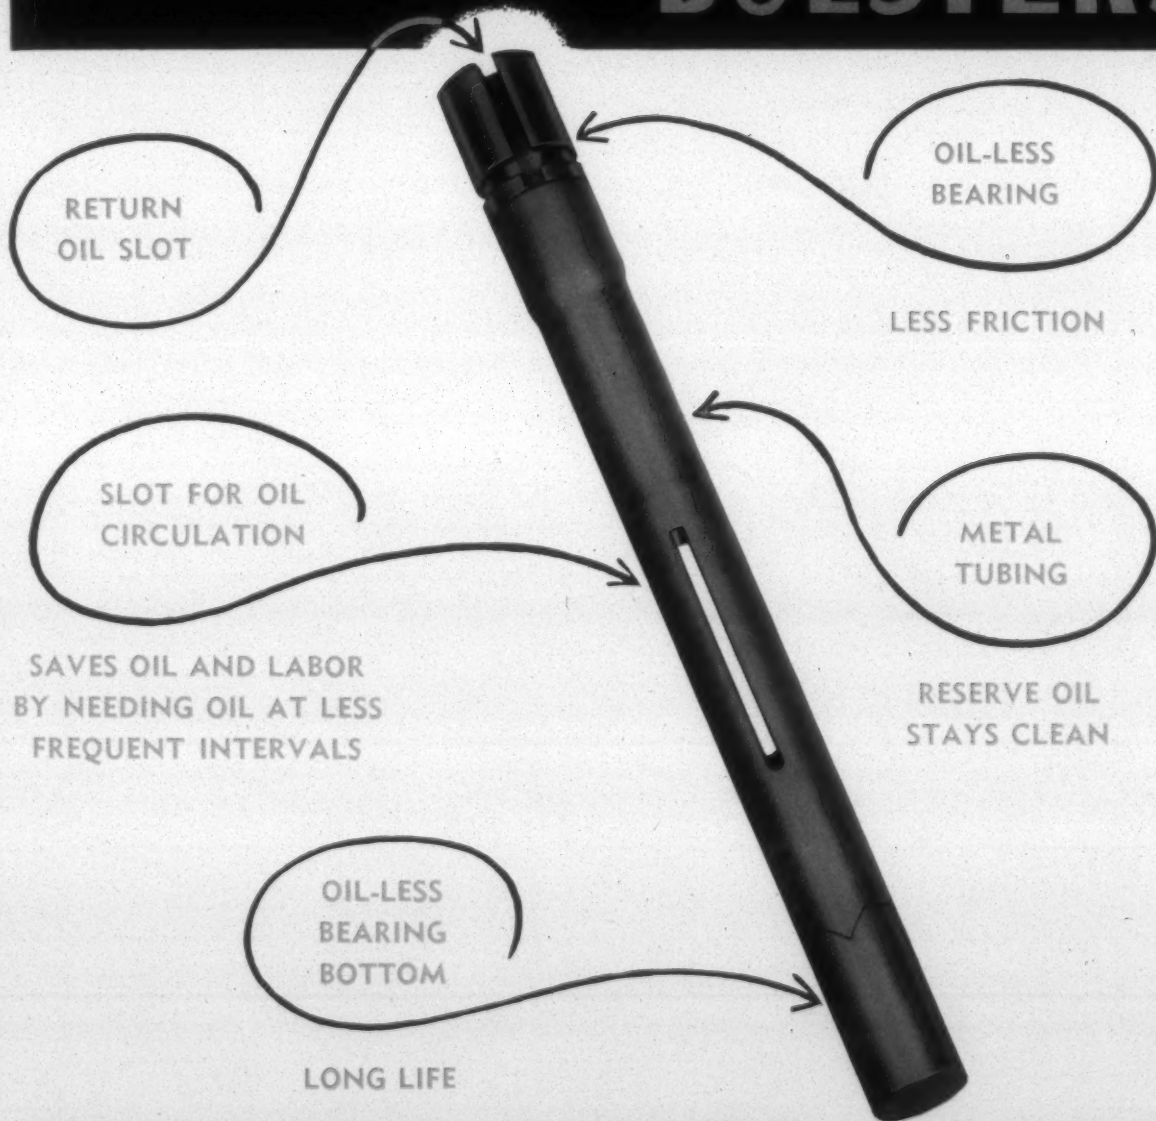 BOLSTERS
RETURN
OIL SLOT
OIL-LESS
BEARING
LESS FRICTION
SLOT FOR OIL
CIRCULATION
METAL
TUBING
SAVES OIL AND LABOR
BY NEEDING OIL AT LESS
FREQUENT INTERVALS
RESERVE OIL
STAYS CLEAN
OIL-LESS
BEARING
BOTTOM
LONG LIFE